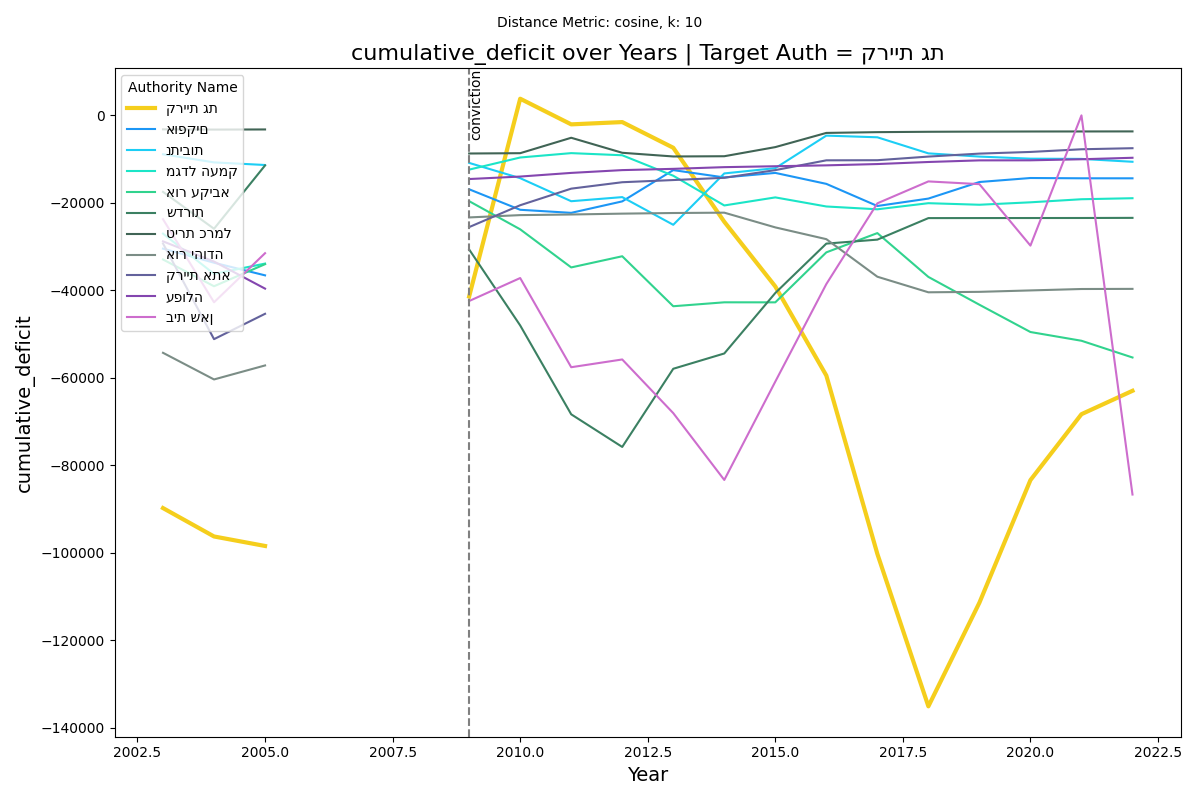 Distance Metric: cosine, k: 10
cumulative_deficit over Years | Target Auth = קריית גת
Authority Name
קריית גת
אופקים
נתיבות
מגדל העמק
אור עקיבא
שדרות
טירת כרמל
אור יהודה
קריית אתא
עפולה
בית שאן
conviction
cumulative_deficit
0
−20000
−40000
−60000
−80000
−100000
−120000
−140000
2002.5 2005.0 2007.5 2010.0 2012.5 2015.0 2017.5 2020.0 2022.5
Year